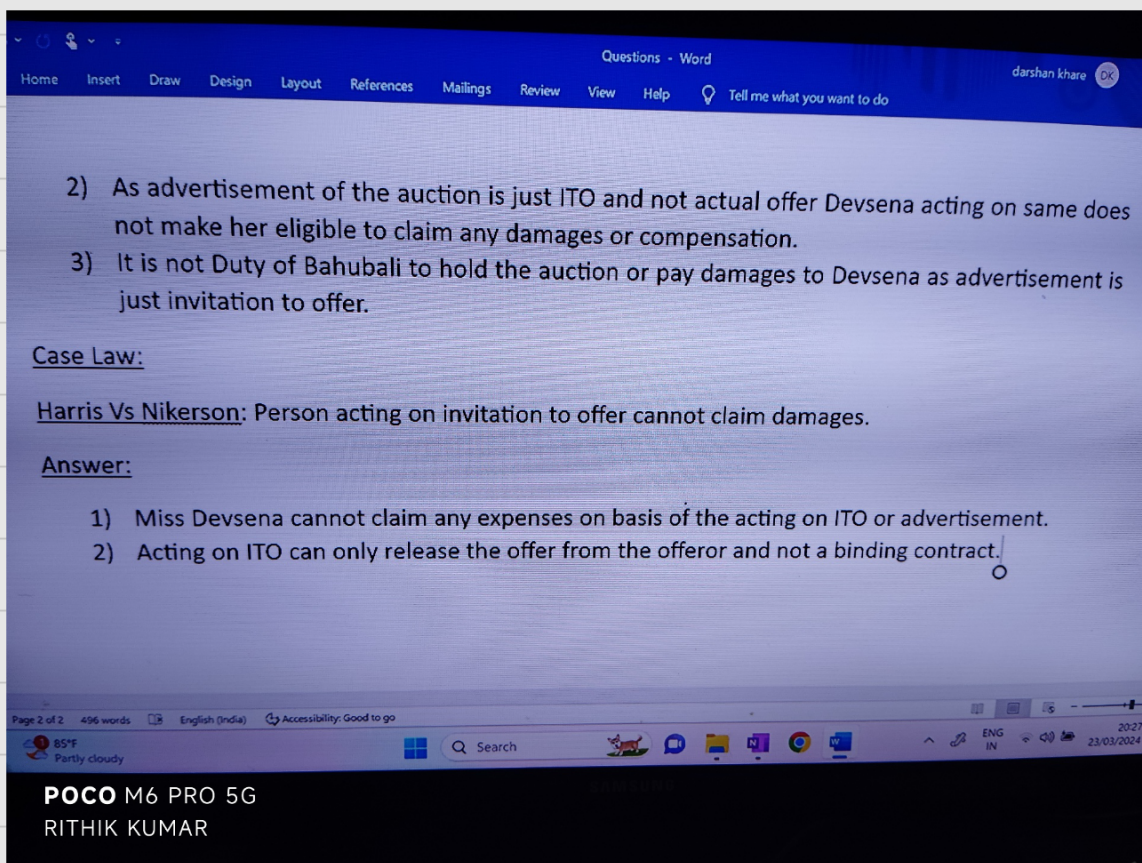 Questions - Word
darshan khare DK
Home Insert Draw Design Layout References Mailings Review View Help Tell me what you want to do
2) As advertisement of the auction is just ITO and not actual offer Devsena acting on same does
not make her eligible to claim any damages or compensation.
3) It is not Duty of Bahubali to hold the auction or pay damages to Devsena as advertisement is
just invitation to offer.
Case Law:
Harris Vs Nikerson: Person acting on invitation to offer cannot claim damages.
Answer:
1) Miss Devsena cannot claim any expenses on basis of the acting on ITO or advertisement.
2) Acting on ITO can only release the offer from the offeror and not a binding contract.
Page 2 of 2 496 words English (India) Accessibility: Good to go
85°F
Partly cloudy
Search
ENG
IN
20:27
23/03/2024
SAMSUNG
POCO M6 PRO 5G
RITHIK KUMAR